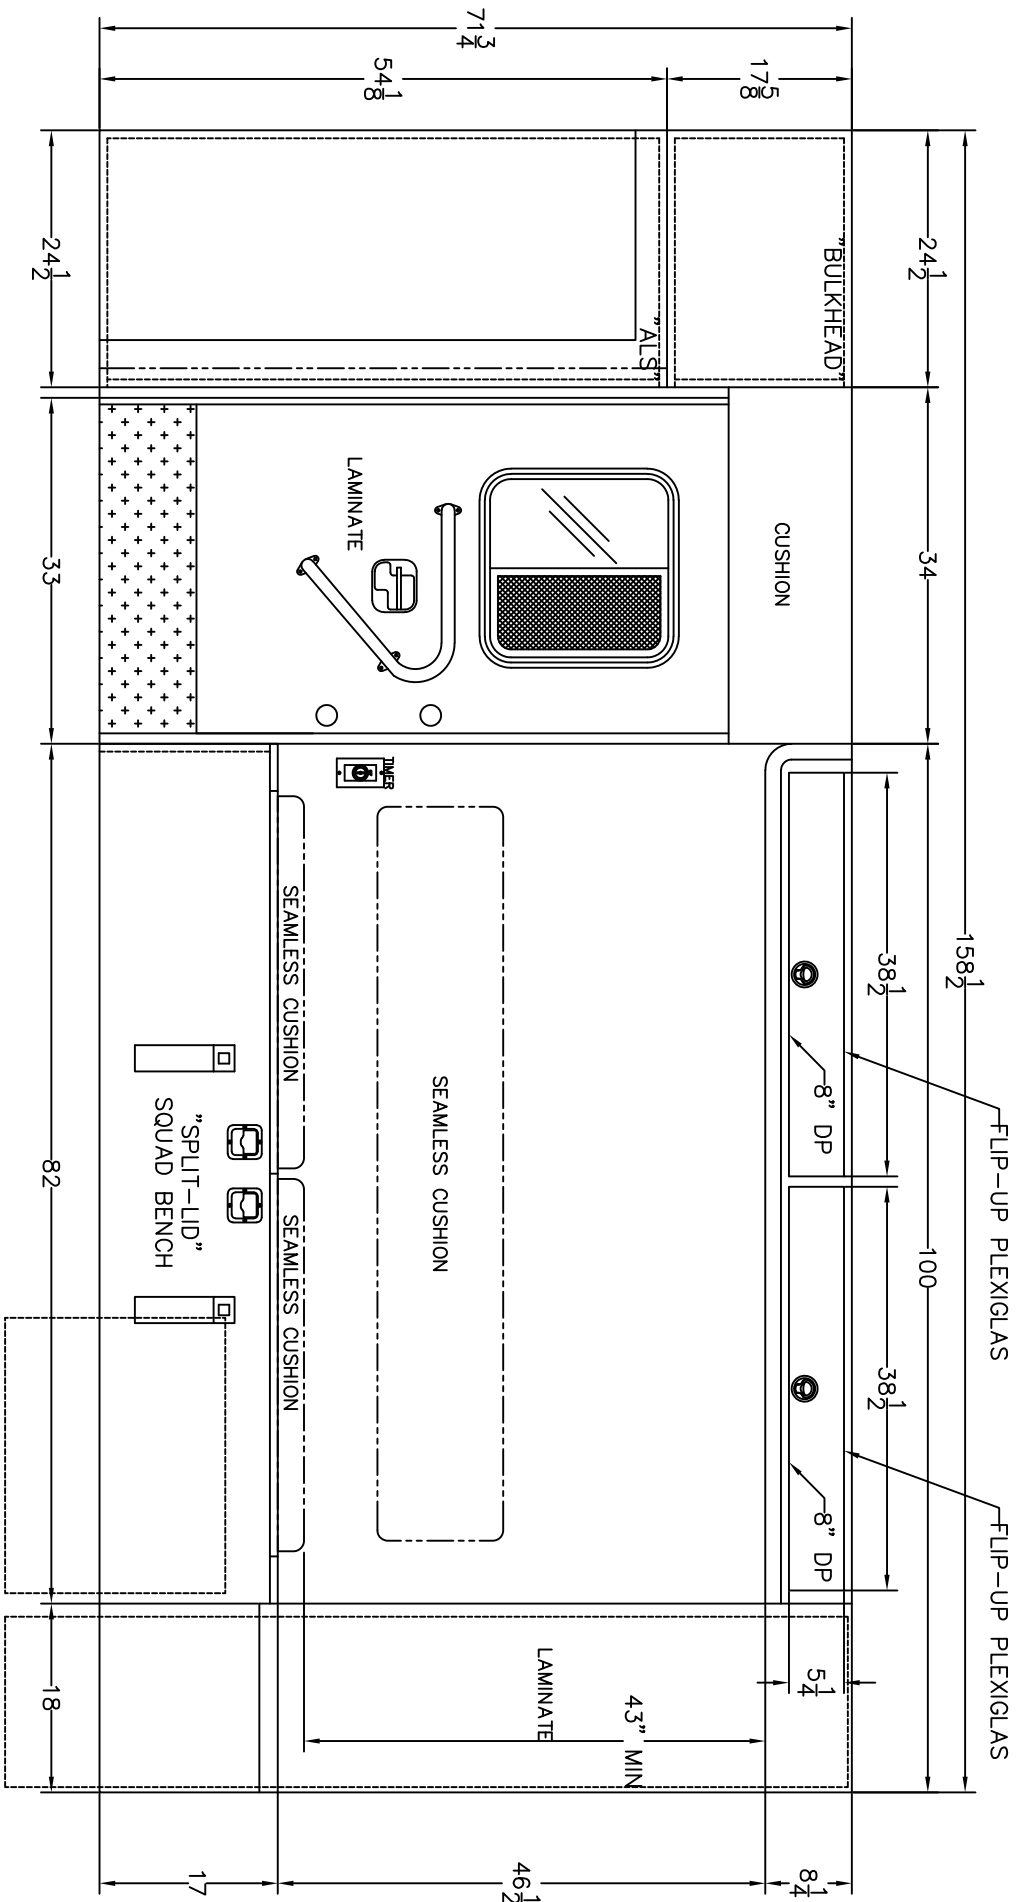 158 1/2
24 1/2
34
100
38 1/2
38 1/2
FLIP-UP PLEXIGLAS
FLIP-UP PLEXIGLAS
"BULKHEAD"
CUSHION
8" DP
8" DP
5 1/4
8 1/4
17 5/8
71 3/4
54 1/8
"ALS"
LAMINATE
TIMER
SEAMLESS CUSHION
SEAMLESS CUSHION
SEAMLESS CUSHION
43" MIN
LAMINATE
46 1/2
"SPLIT-LID"
SQUAD BENCH
17
24 1/2
33
82
18